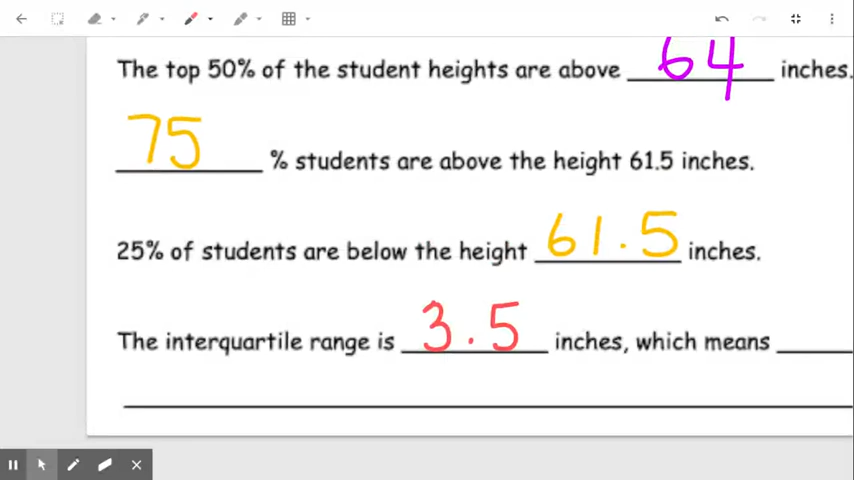 The top 50% of the student heights are above 64 inches.
75 % students are above the height 61.5 inches.
25% of students are below the height 61.5 inches.
The interquartile range is 3.5 inches, which means